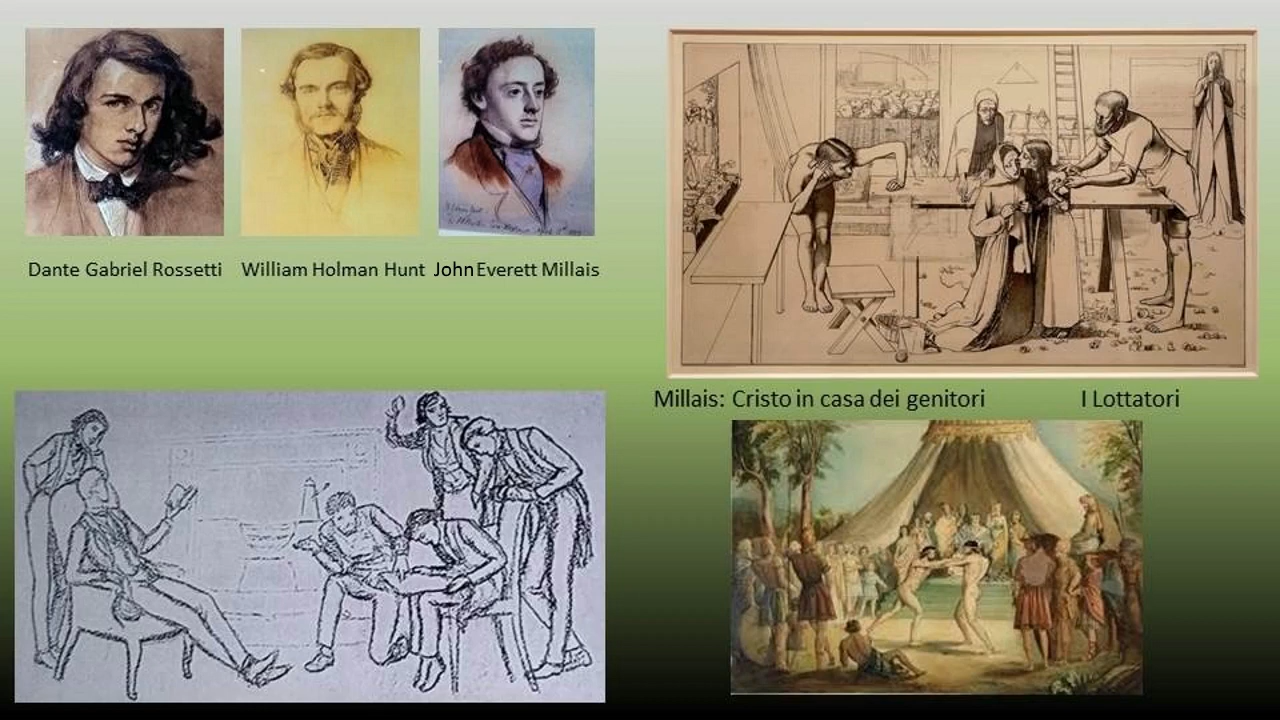 Dante Gabriel Rossetti
William Holman Hunt
John Everett Millais
Millais: Cristo in casa dei genitori
I Lottatori